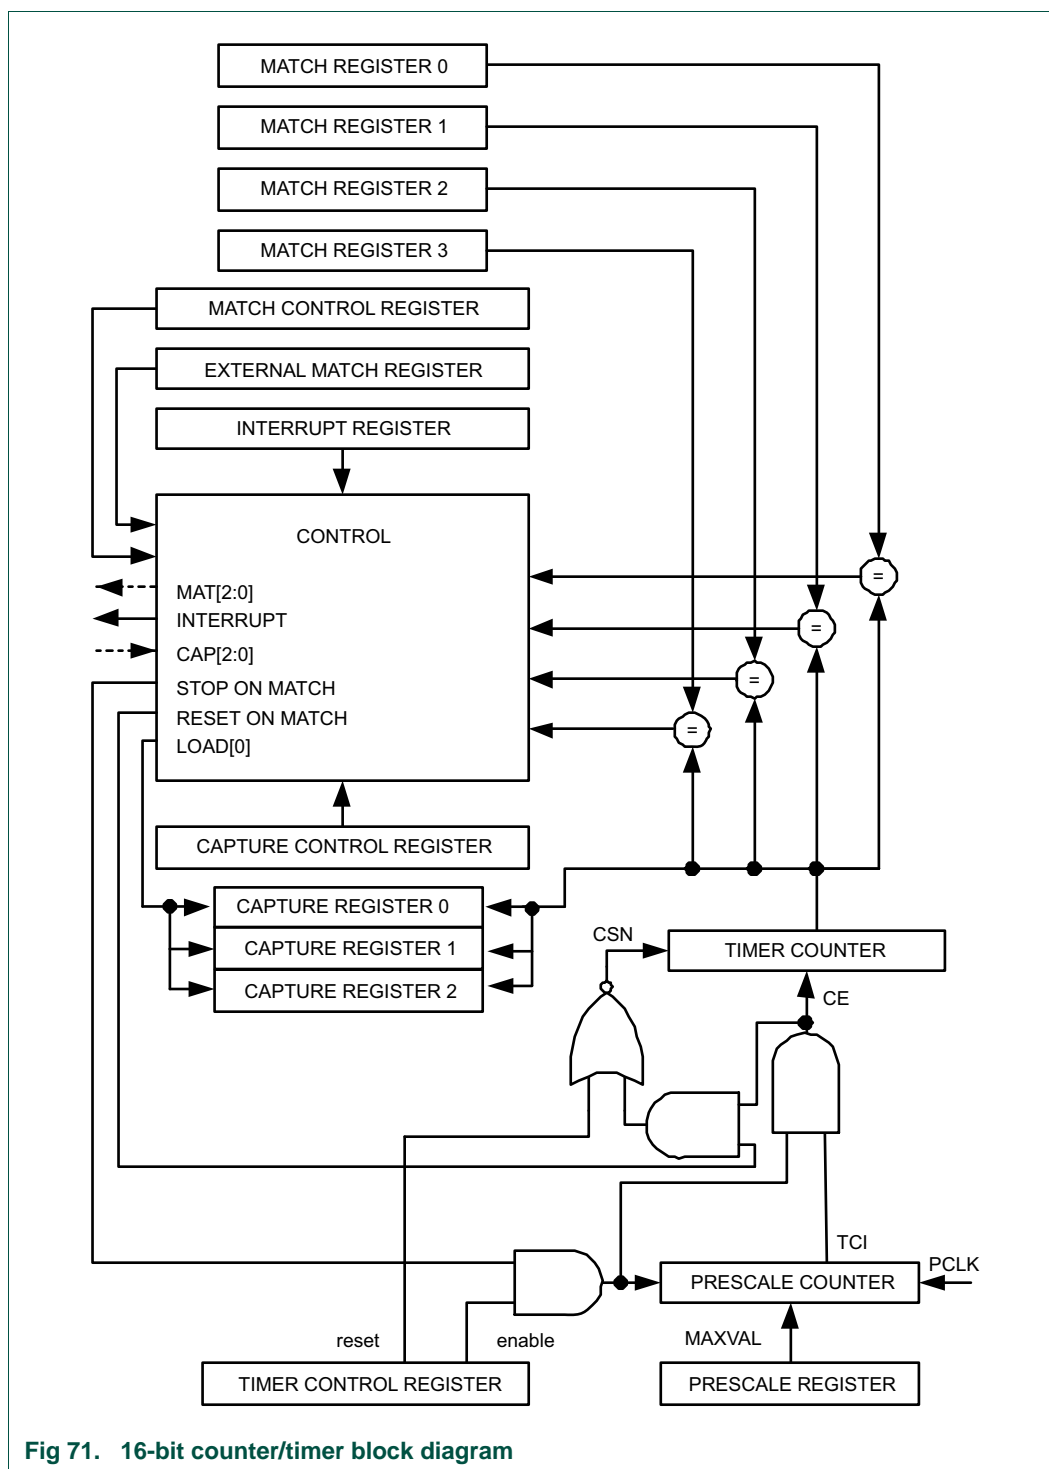 MATCH REGISTER 0
MATCH REGISTER 1
MATCH REGISTER 2
MATCH REGISTER 3
MATCH CONTROL REGISTER
EXTERNAL MATCH REGISTER
INTERRUPT REGISTER
CONTROL
MAT[2:0]
INTERRUPT
CAP[2:0]
STOP ON MATCH
RESET ON MATCH
LOAD[0]
=
=
=
=
CAPTURE CONTROL REGISTER
CAPTURE REGISTER 0
CAPTURE REGISTER 1
CAPTURE REGISTER 2
CSN
TIMER COUNTER
CE
TCI
PCLK
PRESCALE COUNTER
reset
enable
MAXVAL
TIMER CONTROL REGISTER
PRESCALE REGISTER
Fig 71. 16-bit counter/timer block diagram